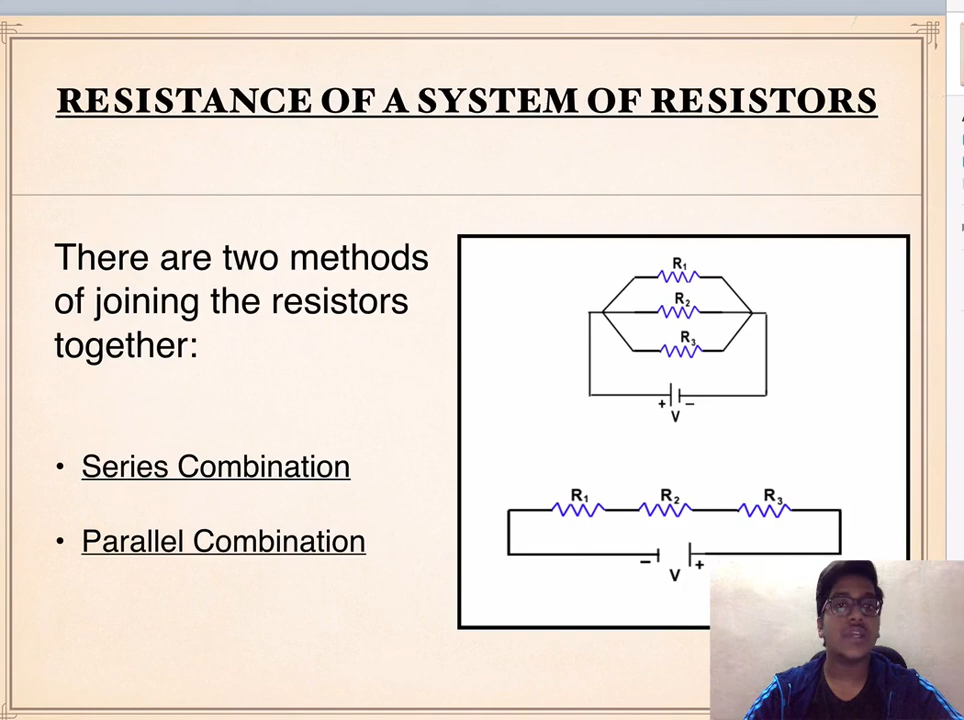 RESISTANCE OF A SYSTEM OF RESISTORS
There are two methods
of joining the resistors
together:
• Series Combination
• Parallel Combination
R₁
R₂
R₃
+ −
V
R₁ R₂ R₃
− +
V